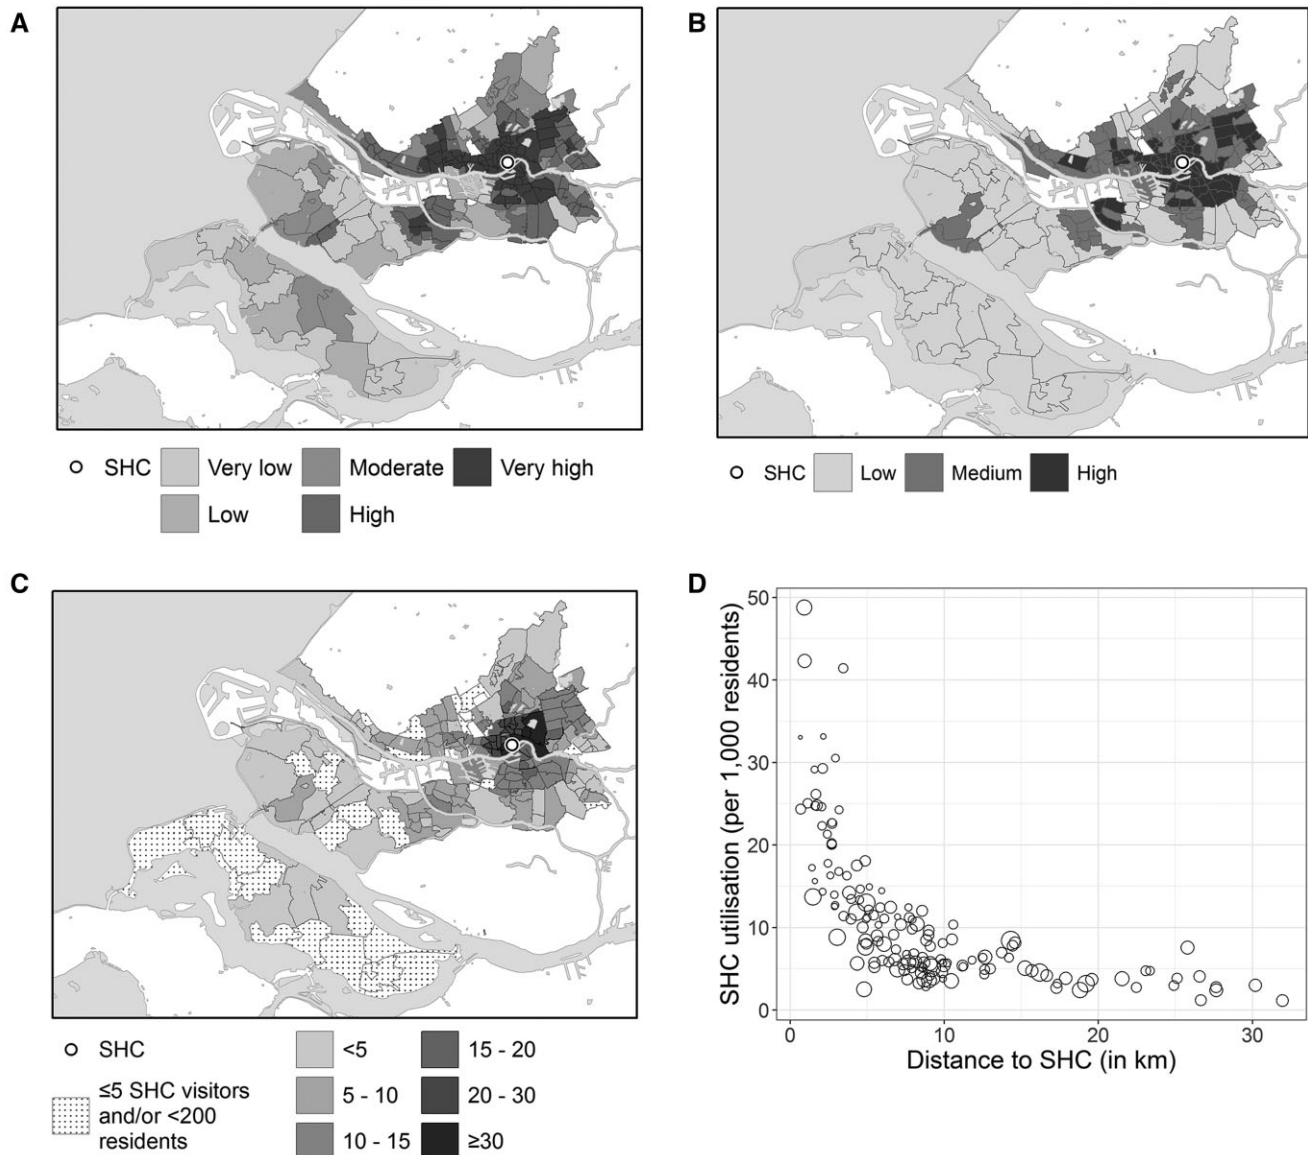 A
SHC
Very low
Moderate
Very high
Low
High
B
SHC
Low
Medium
High
C
SHC
≤5 SHC visitors
and/or <200
residents
<5
5 - 10
10 - 15
15 - 20
20 - 30
≥30
D
SHC utilisation (per 1,000 residents)
50
40
30
20
10
0
0
10
20
30
Distance to SHC (in km)